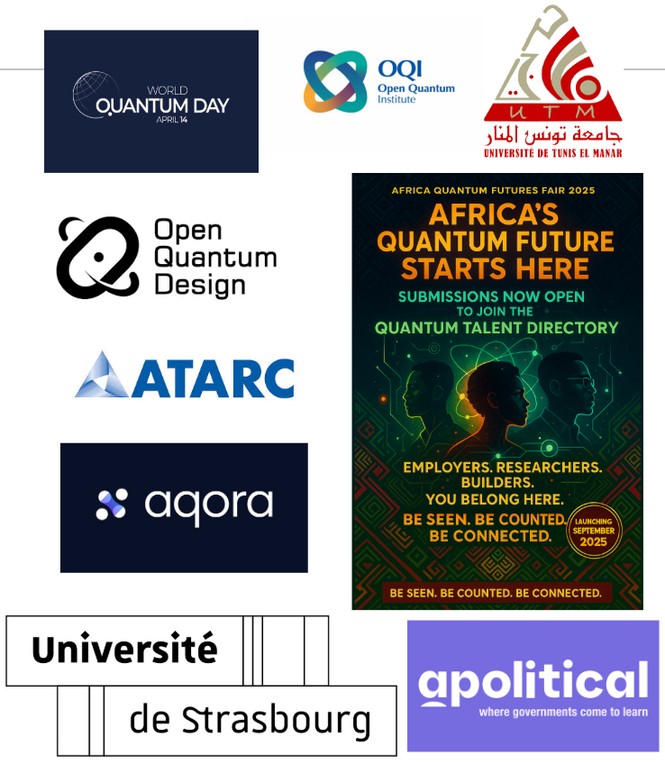 WORLD
QUANTUM DAY
APRIL 14
OQI
Open Quantum
Institute
U T M
جامعة تونس المنار
UNIVERSITÉ DE TUNIS EL MANAR
Open
Quantum
Design
ATARC
aqora
AFRICA QUANTUM FUTURES FAIR 2025
AFRICA'S
QUANTUM FUTURE
STARTS HERE
SUBMISSIONS NOW OPEN
TO JOIN THE
QUANTUM TALENT DIRECTORY
EMPLOYERS. RESEARCHERS.
BUILDERS.
YOU BELONG HERE.
BE SEEN. BE COUNTED.
BE CONNECTED.
LAUNCHING
SEPTEMBER
2025
BE SEEN. BE COUNTED. BE CONNECTED.
Université
de Strasbourg
apolitical
where governments come to learn